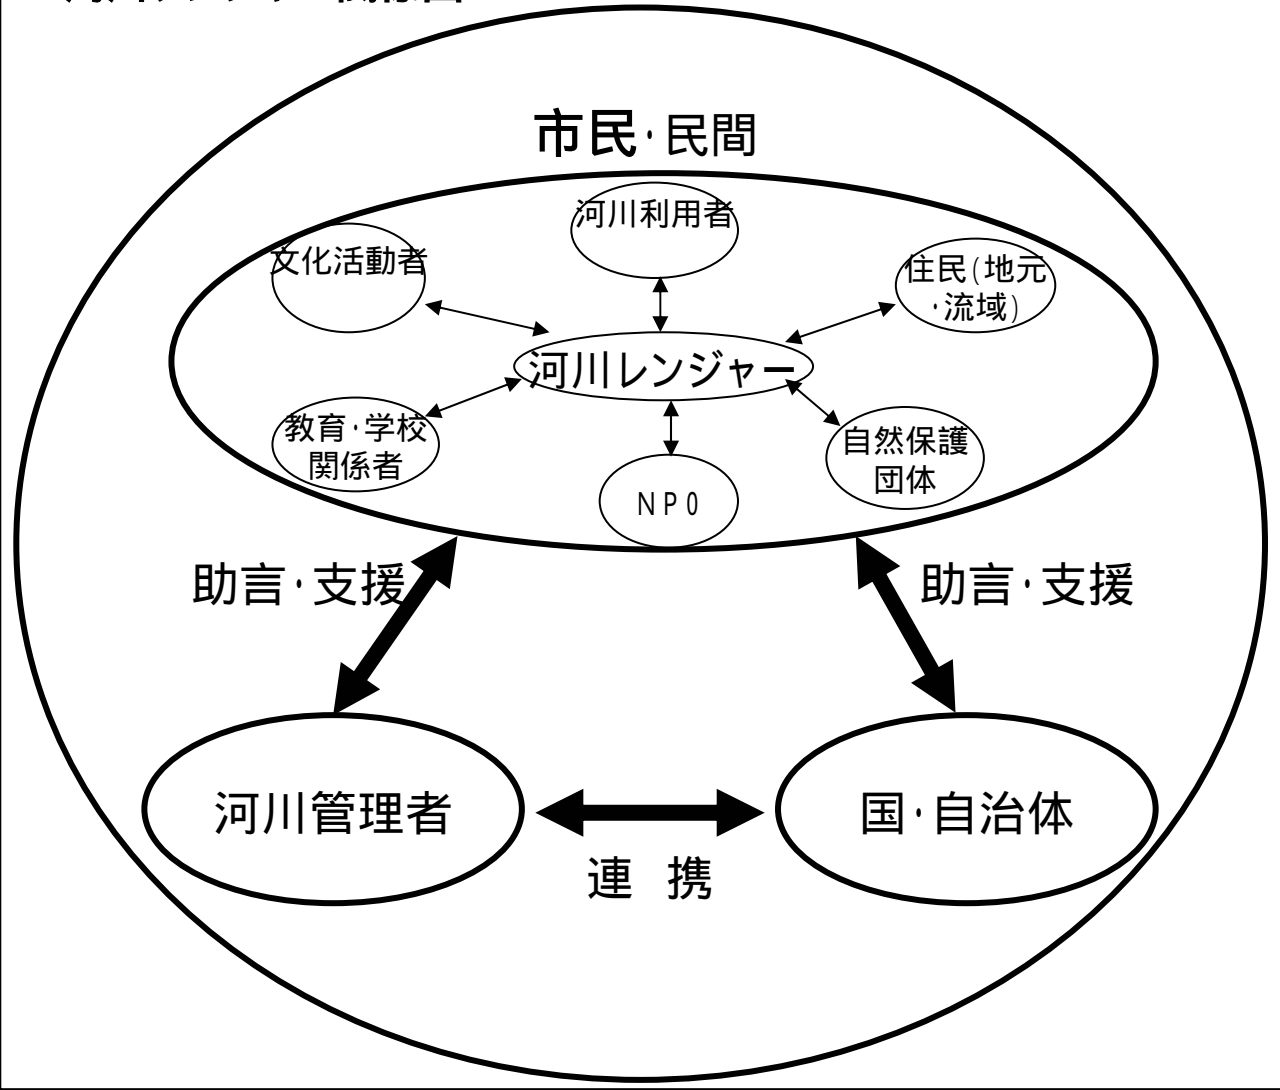 市民・民間
河川利用者
文化活動者
住民(地元
・流域)
河川レンジャー
教育・学校
関係者
自然保護
団体
NPO
助言・支援
助言・支援
河川管理者
国・自治体
連 携